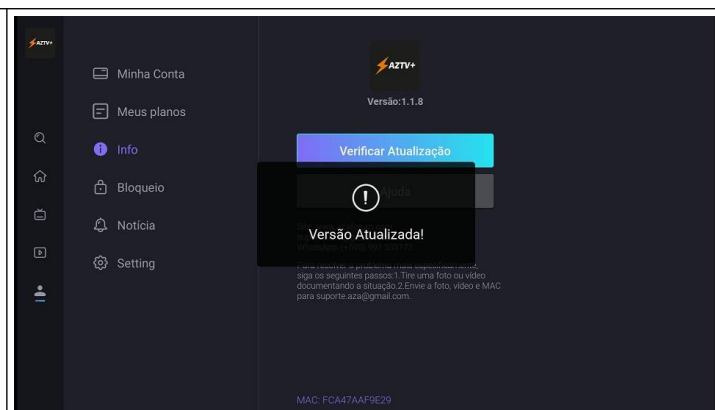 AZTV+
AZTV+
Versão:1.1.8
Minha Conta
Meus planos
Info
Bloqueio
Notícia
Setting
Verificar Atualização
Ajuda
Versão Atualizada!
siga os seguintes passos:1.Tire uma foto ou vídeo
documentando a situação.2.Envie a foto, vídeo e MAC
para suporte.aza@gmail.com.
MAC: FCA47AAF9E29